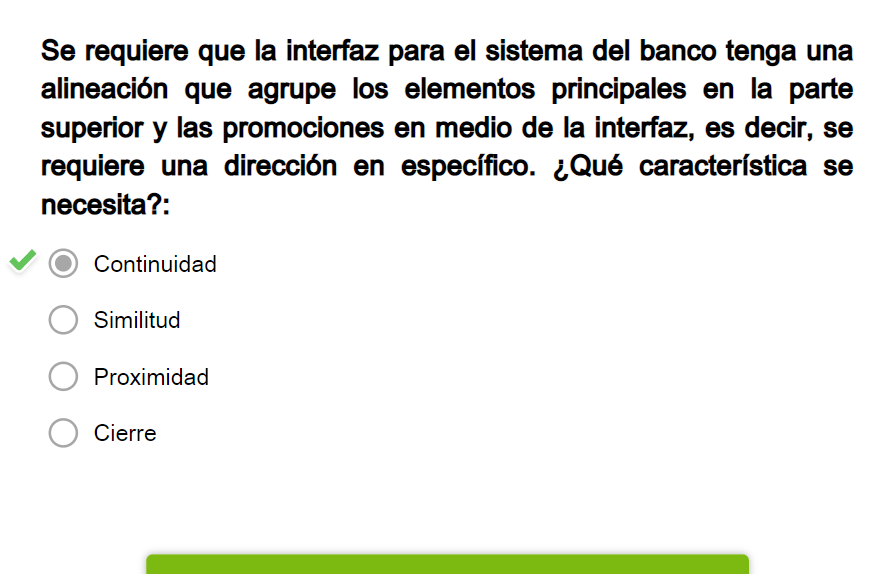 Se requiere que la interfaz para el sistema del banco tenga una
alineación que agrupe los elementos principales en la parte
superior y las promociones en medio de la interfaz, es decir, se
requiere una dirección en específico. ¿Qué característica se
necesita?:
Continuidad
Similitud
Proximidad
Cierre